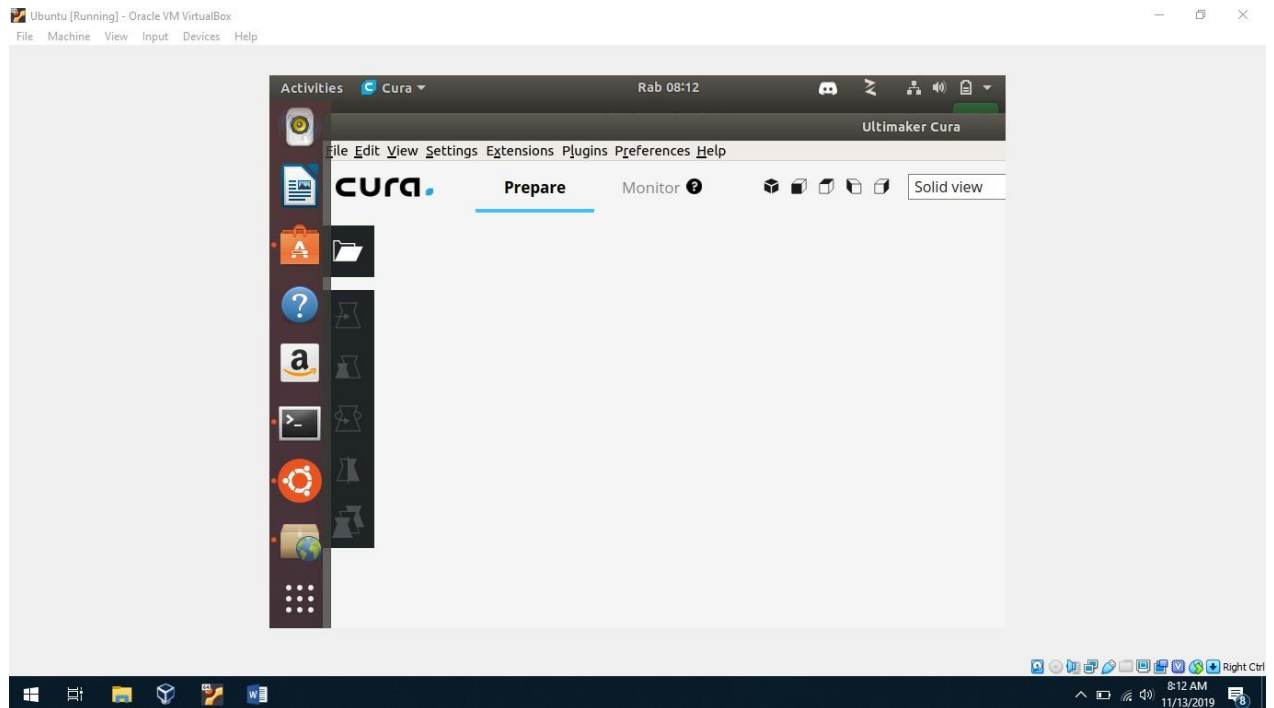 Ubuntu [Running] - Oracle VM VirtualBox
File Machine View Input Devices Help
Activities Cura Rab 08:12
Ultimaker Cura
File Edit View Settings Extensions Plugins Preferences Help
cura. Prepare Monitor ? Solid view
A
?
a
>_
Right Ctrl
W
8:12 AM
11/13/2019
8